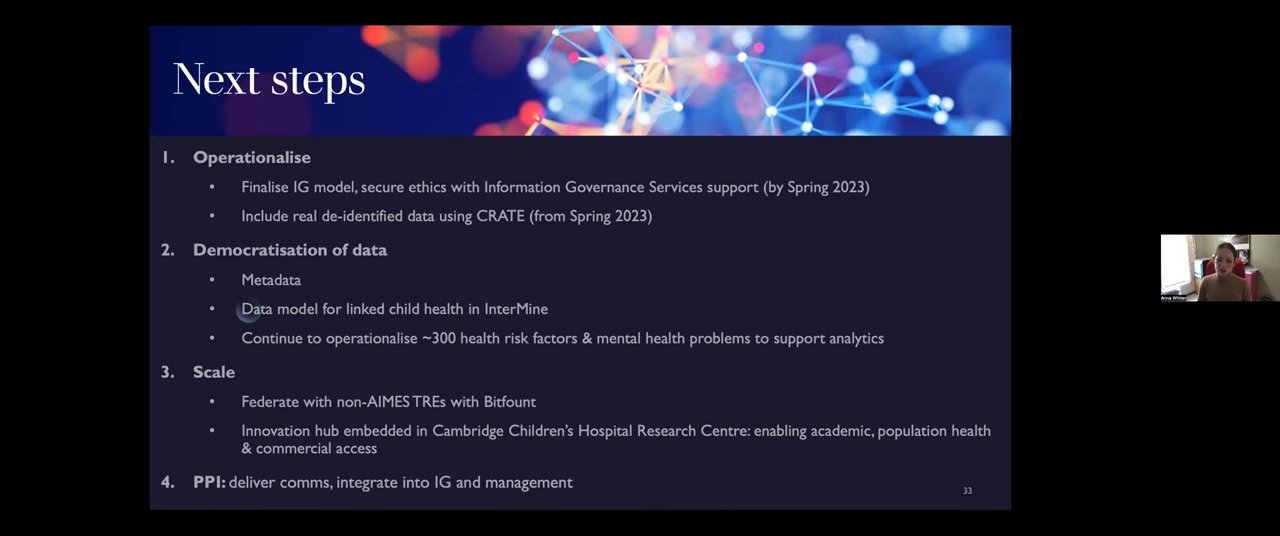 Next steps
1. Operationalise
• Finalise IG model, secure ethics with Information Governance Services support (by Spring 2023)
• Include real de-identified data using CRATE (from Spring 2023)
2. Democratisation of data
• Metadata
• Data model for linked child health in InterMine
• Continue to operationalise ~300 health risk factors & mental health problems to support analytics
3. Scale
• Federate with non-AIMES TREs with Bitfount
• Innovation hub embedded in Cambridge Children's Hospital Research Centre: enabling academic, population health
& commercial access
4. PPI: deliver comms, integrate into IG and management
33
Anna Winter